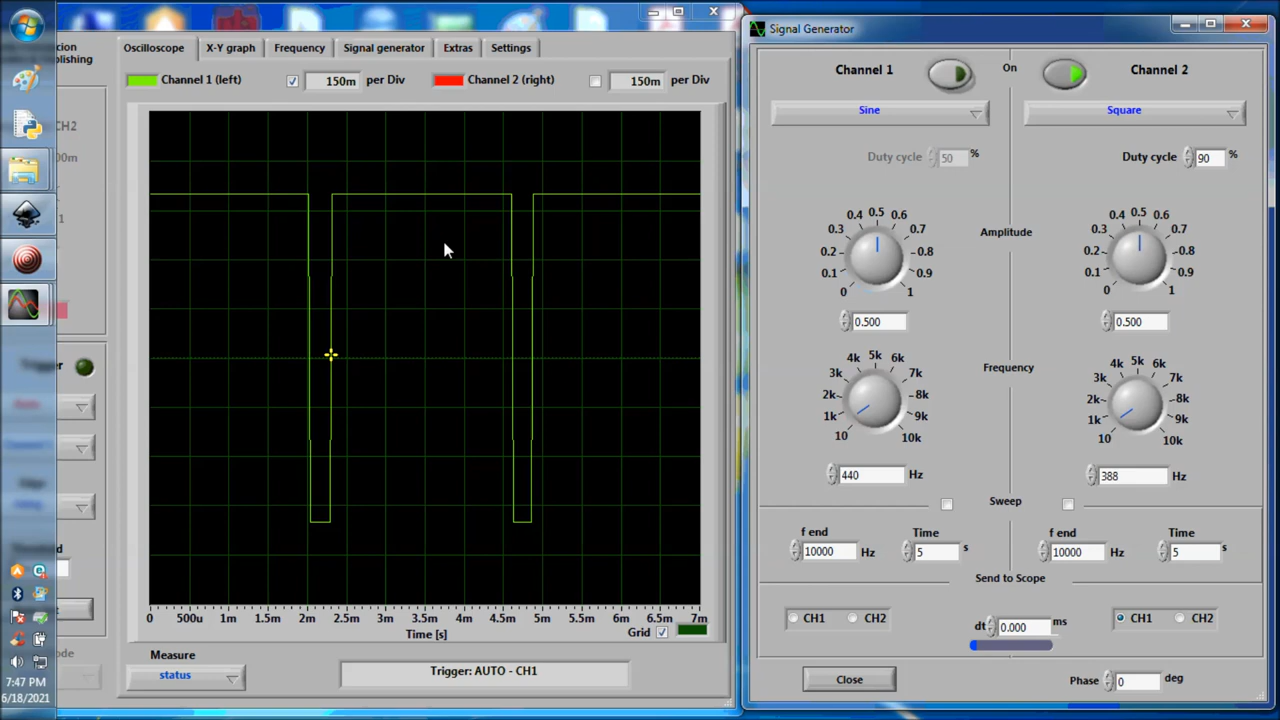 cion
olishing
CH2
00m
1
Trigger
Auto
Edge
ld
t
ode
7:47 PM
6/18/2021
Oscilloscope X-Y graph Frequency Signal generator Extras Settings
Channel 1 (left) 150m per Div Channel 2 (right) 150m per Div
0 500u 1m 1.5m 2m 2.5m 3m 3.5m 4m 4.5m 5m 5.5m 6m 6.5m 7m
Time [s] Grid
Measure
status
Trigger: AUTO - CH1
Signal Generator
Channel 1 On Channel 2
Sine Square
Duty cycle 50 % Duty cycle 90 %
Amplitude
0 0.1 0.2 0.3 0.4 0.5 0.6 0.7 0.8 0.9 1
0 0.1 0.2 0.3 0.4 0.5 0.6 0.7 0.8 0.9 1
0.500 0.500
Frequency
10 1k 2k 3k 4k 5k 6k 7k 8k 9k 10k
10 1k 2k 3k 4k 5k 6k 7k 8k 9k 10k
440 Hz 388 Hz
Sweep
f end Time f end Time
10000 Hz 5 s 10000 Hz 5 s
Send to Scope
CH1 CH2 dt 0.000 ms CH1 CH2
Close Phase 0 deg